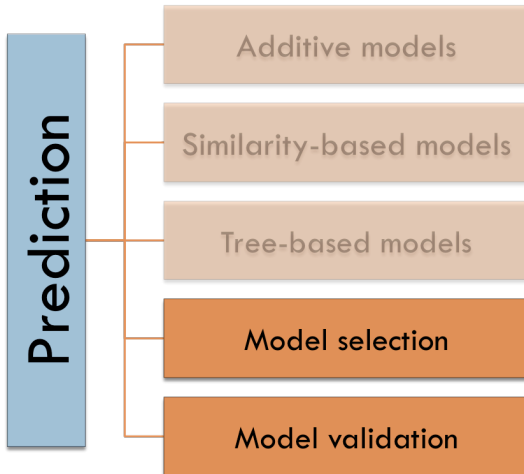 Prediction
Additive models
Similarity-based models
Tree-based models
Model selection
Model validation